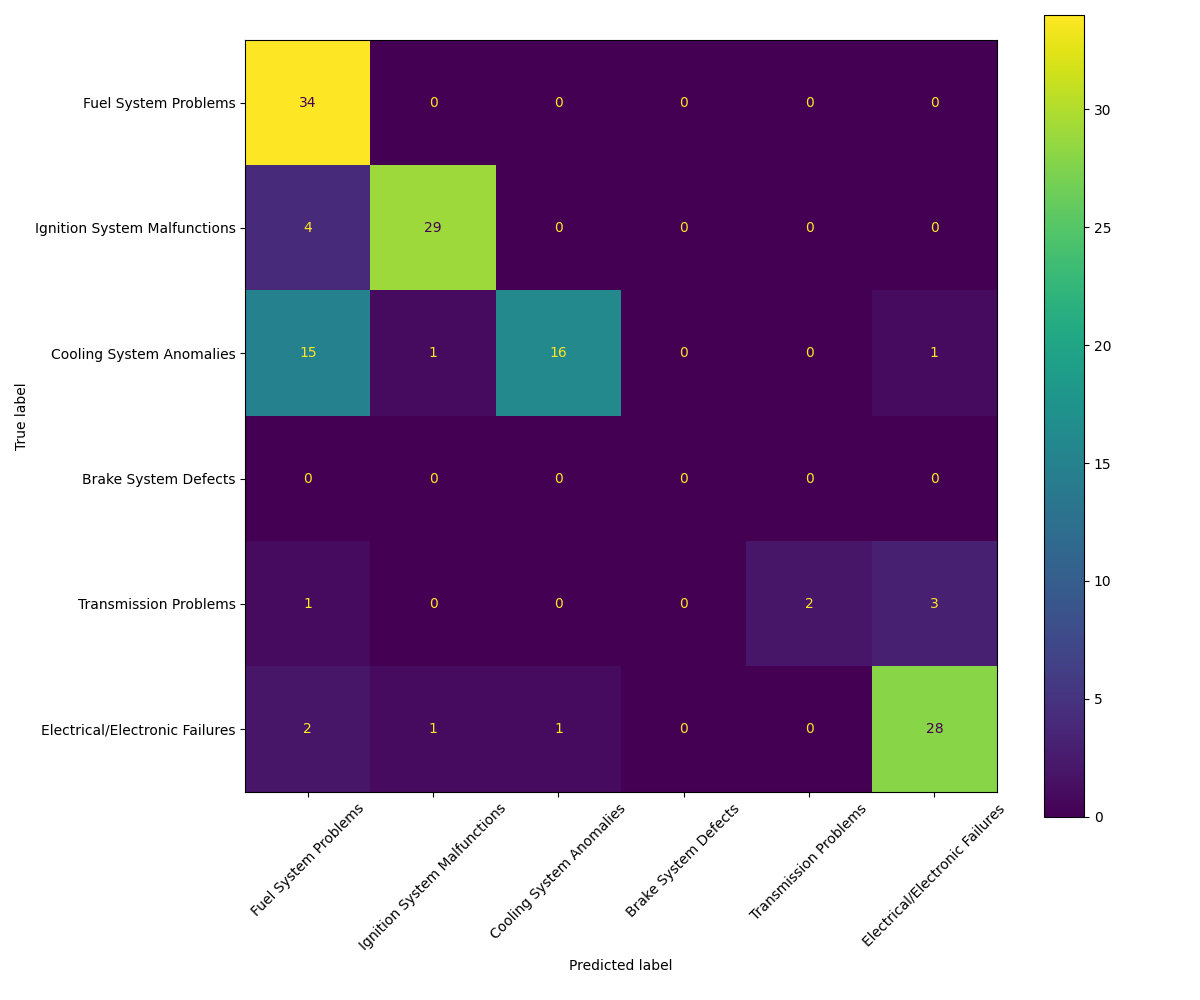 Fuel System Problems 34 0 0 0 0 0
Ignition System Malfunctions 4 29 0 0 0 0
Cooling System Anomalies 15 1 16 0 0 1
Brake System Defects 0 0 0 0 0 0
Transmission Problems 1 0 0 0 2 3
Electrical/Electronic Failures 2 1 1 0 0 28
True label
Fuel System Problems
Ignition System Malfunctions
Cooling System Anomalies
Brake System Defects
Transmission Problems
Electrical/Electronic Failures
Predicted label
30
25
20
15
10
5
0